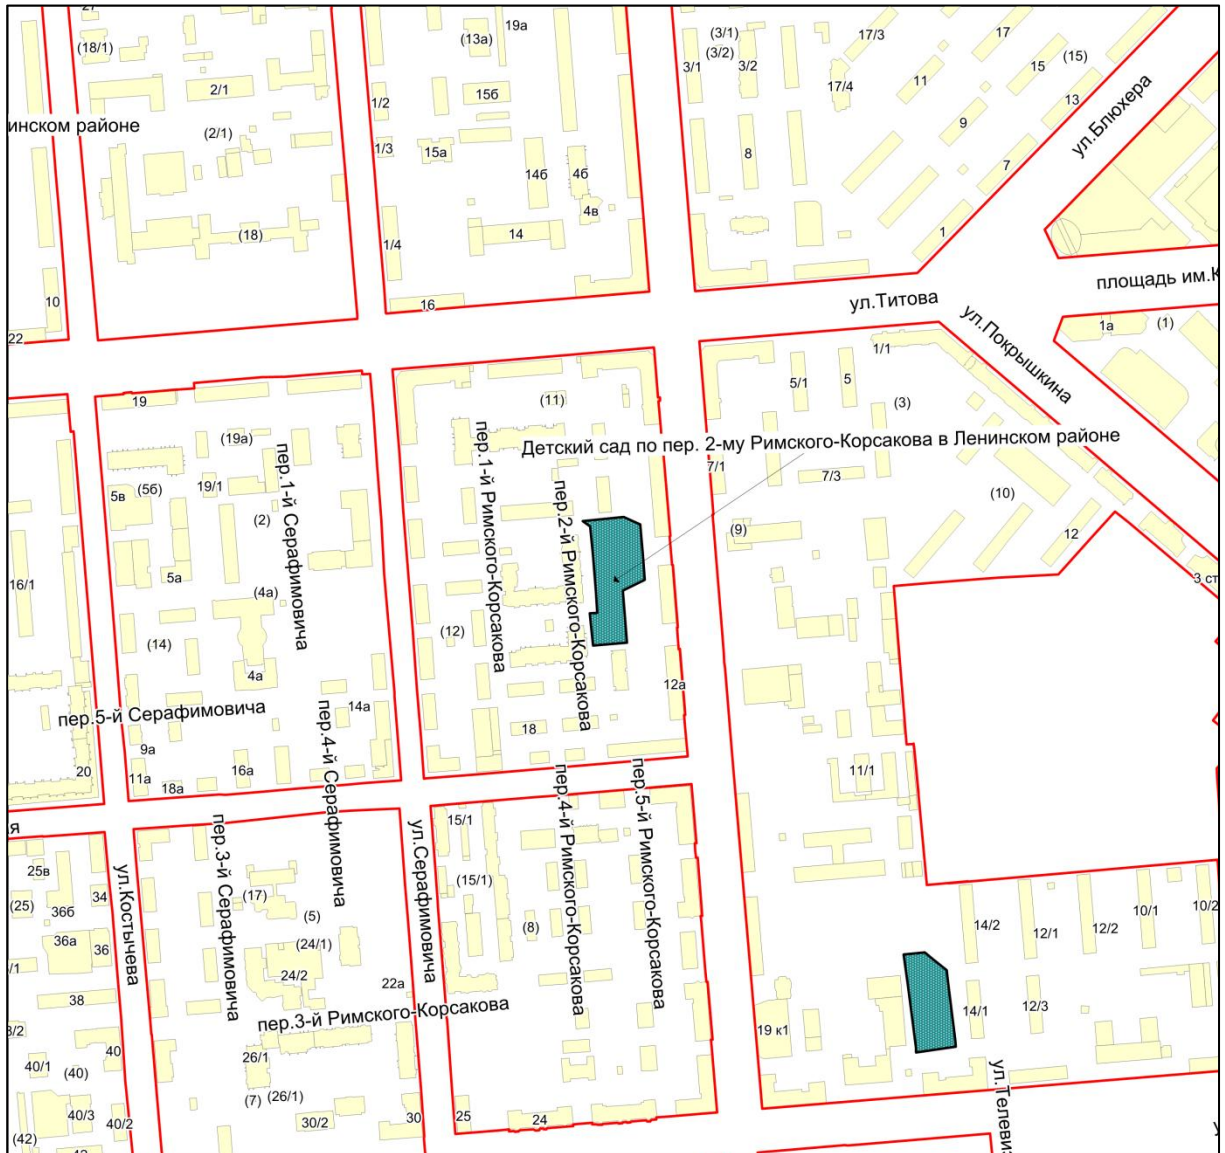 27
(18/1)
2/1
(2/1)
инском районе
(18)
10
22
(13а)
19а
1/2
15б
1/3
15а
14б
4б
4в
1/4
14
16
(3/1)
(3/2)
3/1
3/2
17/3
17
17/4
11
15
(15)
13
9
8
7
1
ул.Блюхера
площадь им.К
ул.Титова
ул.Покрышкина
1а
(1)
1/1
5/1
5
(3)
19
(19а)
пер.1-й Серафимовича
5в
(5б)
19/1
(2)
(11)
Детский сад по пер. 2-му Римского-Корсакова в Ленинском районе
пер.1-й Римского-Корсакова
пер.2-й Римского-Корсакова
7/1
7/3
(9)
(10)
12
3 ст
16/1
5а
(4а)
(14)
4а
(12)
12а
пер.5-й Серафимовича
14а
пер.4-й Серафимовича
18
9а
20
11а
18а
16а
11/1
пер.4-й Римского-Корсакова
пер.5-й Римского-Корсакова
ая
пер.3-й Серафимовича
ул.Серафимовича
ул.Костычева
15/1
(15/1)
(8)
25в
(25)
36б
34
36а
36
/1
38
(17)
(5)
(24/1)
24/2
22а
пер.3-й Римского-Корсакова
14/2
12/1
12/2
10/1
10/2
14/1
12/3
19 к1
3/2
40
40/1
(40)
40/3
40/2
(42)
42
26/1
(7)
(26/1)
30/2
30
25
24
ул.Телевиз